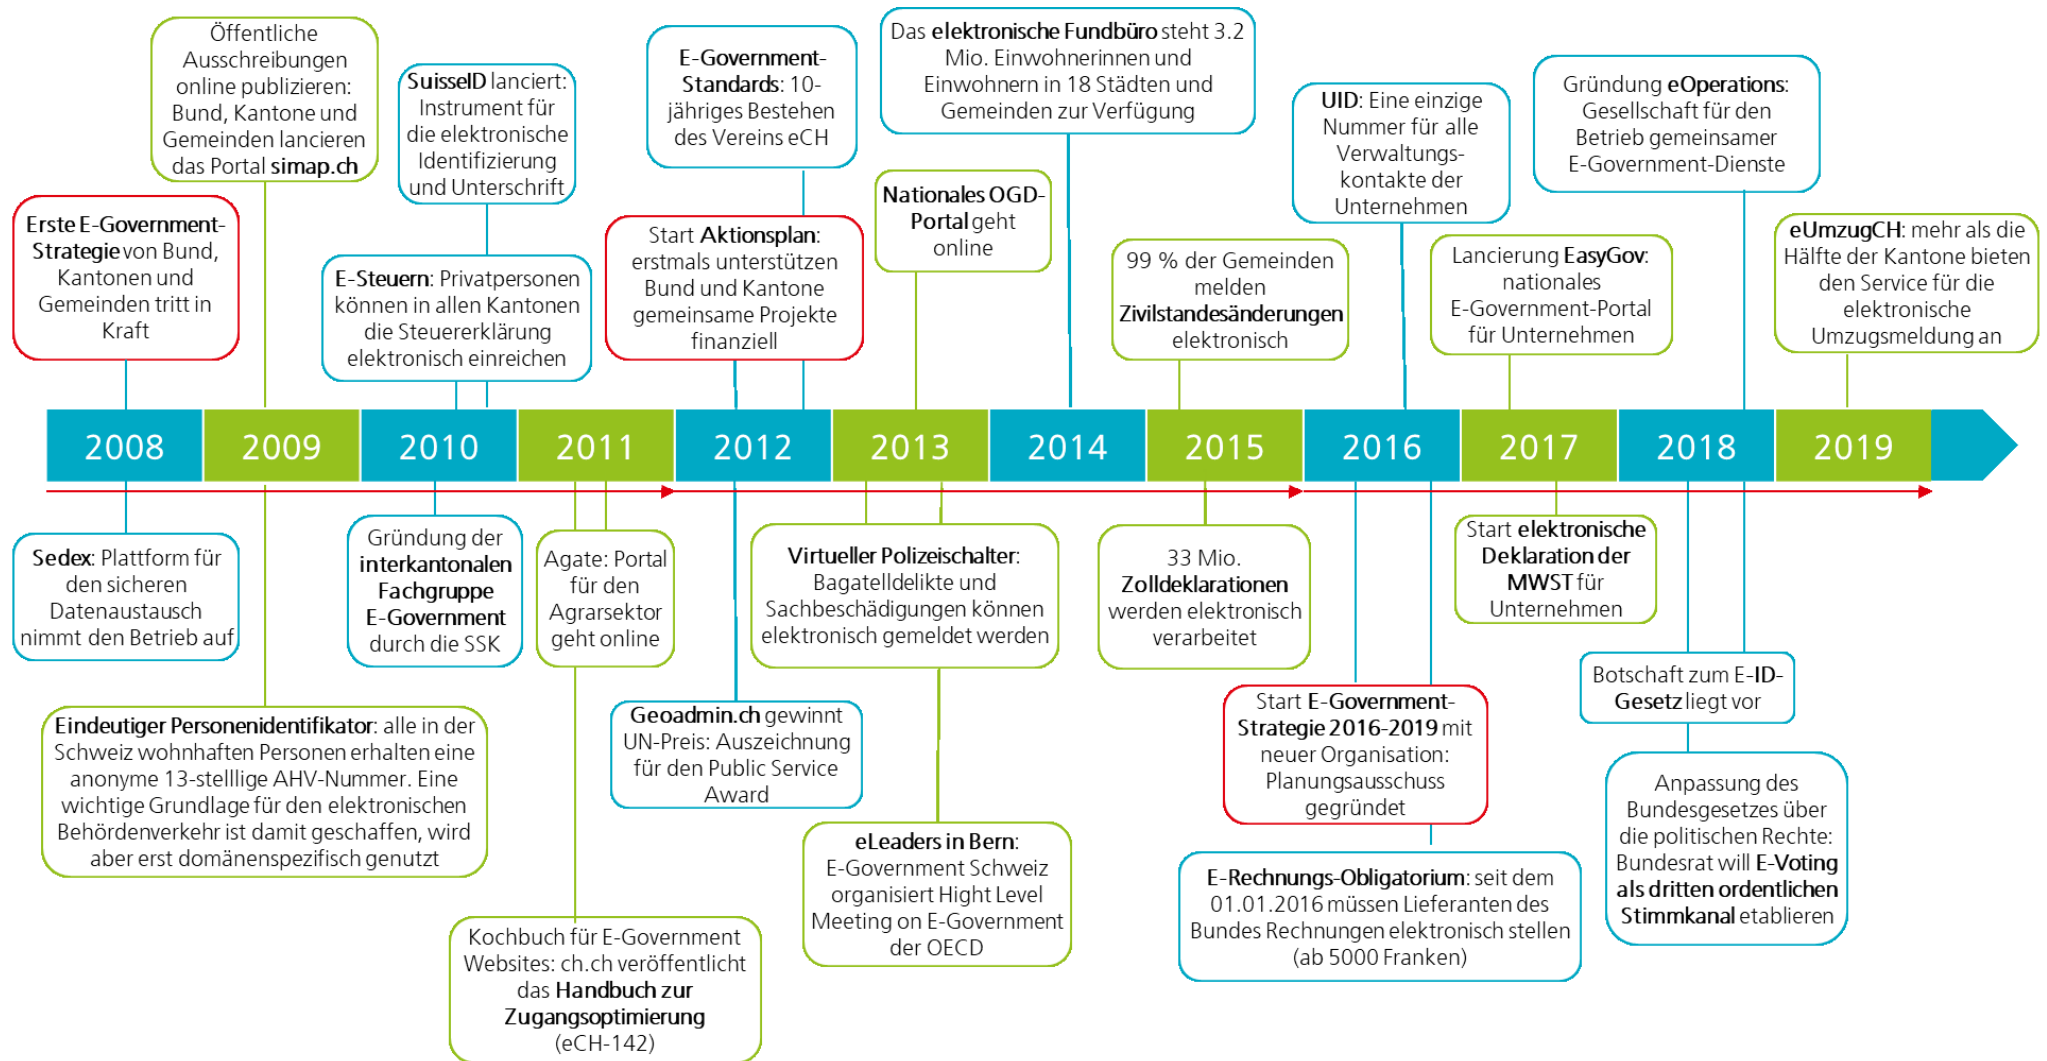 Öffentliche
Ausschreibungen
online publizieren:
Bund, Kantone und
Gemeinden lancieren
das Portal simap.ch
SuisseID lanciert:
Instrument für
die elektronische
Identifizierung
und Unterschrift
E-Government-
Standards: 10-
jähriges Bestehen
des Vereins eCH
Das elektronische Fundbüro steht 3.2
Mio. Einwohnerinnen und
Einwohnern in 18 Städten und
Gemeinden zur Verfügung
UID: Eine einzige
Nummer für alle
Verwaltungs-
kontakte der
Unternehmen
Gründung eOperations:
Gesellschaft für den
Betrieb gemeinsamer
E-Government-Dienste
Erste E-Government-
Strategie von Bund,
Kantonen und
Gemeinden tritt in
Kraft
E-Steuern: Privatpersonen
können in allen Kantonen
die Steuererklärung
elektronisch einreichen
Start Aktionsplan:
erstmals unterstützen
Bund und Kantone
gemeinsame Projekte
finanziell
Nationales OGD-
Portal geht
online
99 % der Gemeinden
melden
Zivilstandesänderungen
elektronisch
Lancierung EasyGov:
nationales
E-Government-Portal
für Unternehmen
eUmzugCH: mehr als die
Hälfte der Kantone bieten
den Service für die
elektronische
Umzugsmeldung an
2008 2009 2010 2011 2012 2013 2014 2015 2016 2017 2018 2019
Sedex: Plattform für
den sicheren
Datenaustausch
nimmt den Betrieb auf
Gründung der
interkantonalen
Fachgruppe
E-Government
durch die SSK
Agate: Portal
für den
Agrarsektor
geht online
Virtueller Polizeischalter:
Bagatelldelikte und
Sachbeschädigungen können
elektronisch gemeldet werden
33 Mio.
Zolldeklarationen
werden elektronisch
verarbeitet
Start elektronische
Deklaration der
MWST für
Unternehmen
Eindeutiger Personenidentifikator: alle in der
Schweiz wohnhaften Personen erhalten eine
anonyme 13-stelllige AHV-Nummer. Eine
wichtige Grundlage für den elektronischen
Behördenverkehr ist damit geschaffen, wird
aber erst domänenspezifisch genutzt
Geoadmin.ch gewinnt
UN-Preis: Auszeichnung
für den Public Service
Award
Start E-Government-
Strategie 2016-2019 mit
neuer Organisation:
Planungsausschuss
gegründet
Botschaft zum E-ID-
Gesetz liegt vor
Kochbuch für E-Government
Websites: ch.ch veröffentlicht
das Handbuch zur
Zugangsoptimierung
(eCH-142)
eLeaders in Bern:
E-Government Schweiz
organisiert Hight Level
Meeting on E-Government
der OECD
E-Rechnungs-Obligatorium: seit dem
01.01.2016 müssen Lieferanten des
Bundes Rechnungen elektronisch stellen
(ab 5000 Franken)
Anpassung des
Bundesgesetzes über
die politischen Rechte:
Bundesrat will E-Voting
als dritten ordentlichen
Stimmkanal etablieren